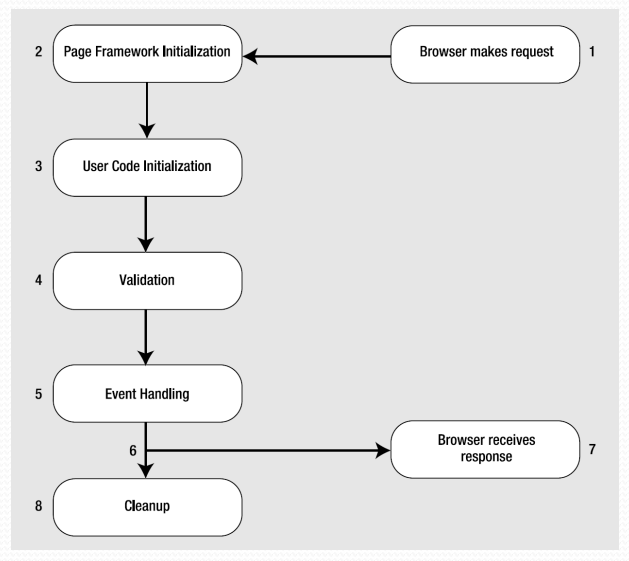 2 Page Framework Initialization
Browser makes request 1
3 User Code Initialization
4 Validation
5 Event Handling
6
Browser receives
response
7
8 Cleanup